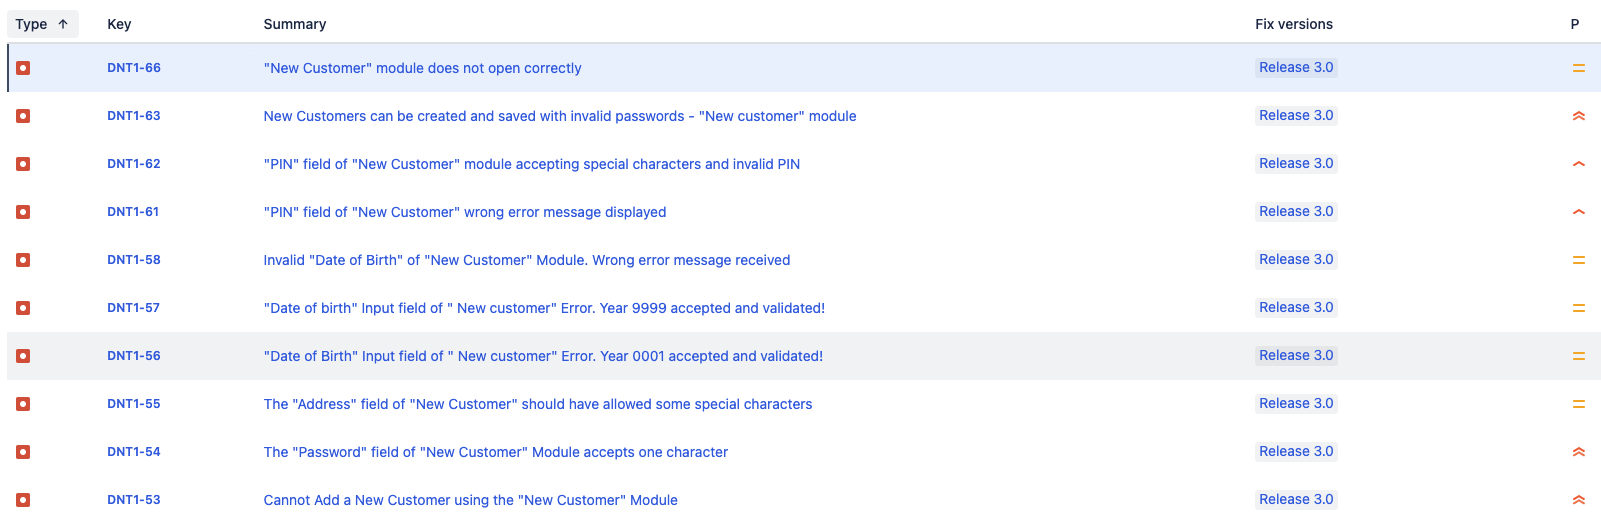 Type ↑ Key Summary Fix versions P
DNT1-66 "New Customer" module does not open correctly Release 3.0
DNT1-63 New Customers can be created and saved with invalid passwords - "New customer" module Release 3.0
DNT1-62 "PIN" field of "New Customer" module accepting special characters and invalid PIN Release 3.0
DNT1-61 "PIN" field of "New Customer" wrong error message displayed Release 3.0
DNT1-58 Invalid "Date of Birth" of "New Customer" Module. Wrong error message received Release 3.0
DNT1-57 "Date of birth" Input field of " New customer" Error. Year 9999 accepted and validated! Release 3.0
DNT1-56 "Date of Birth" Input field of " New customer" Error. Year 0001 accepted and validated! Release 3.0
DNT1-55 The "Address" field of "New Customer" should have allowed some special characters Release 3.0
DNT1-54 The "Password" field of "New Customer" Module accepts one character Release 3.0
DNT1-53 Cannot Add a New Customer using the "New Customer" Module Release 3.0